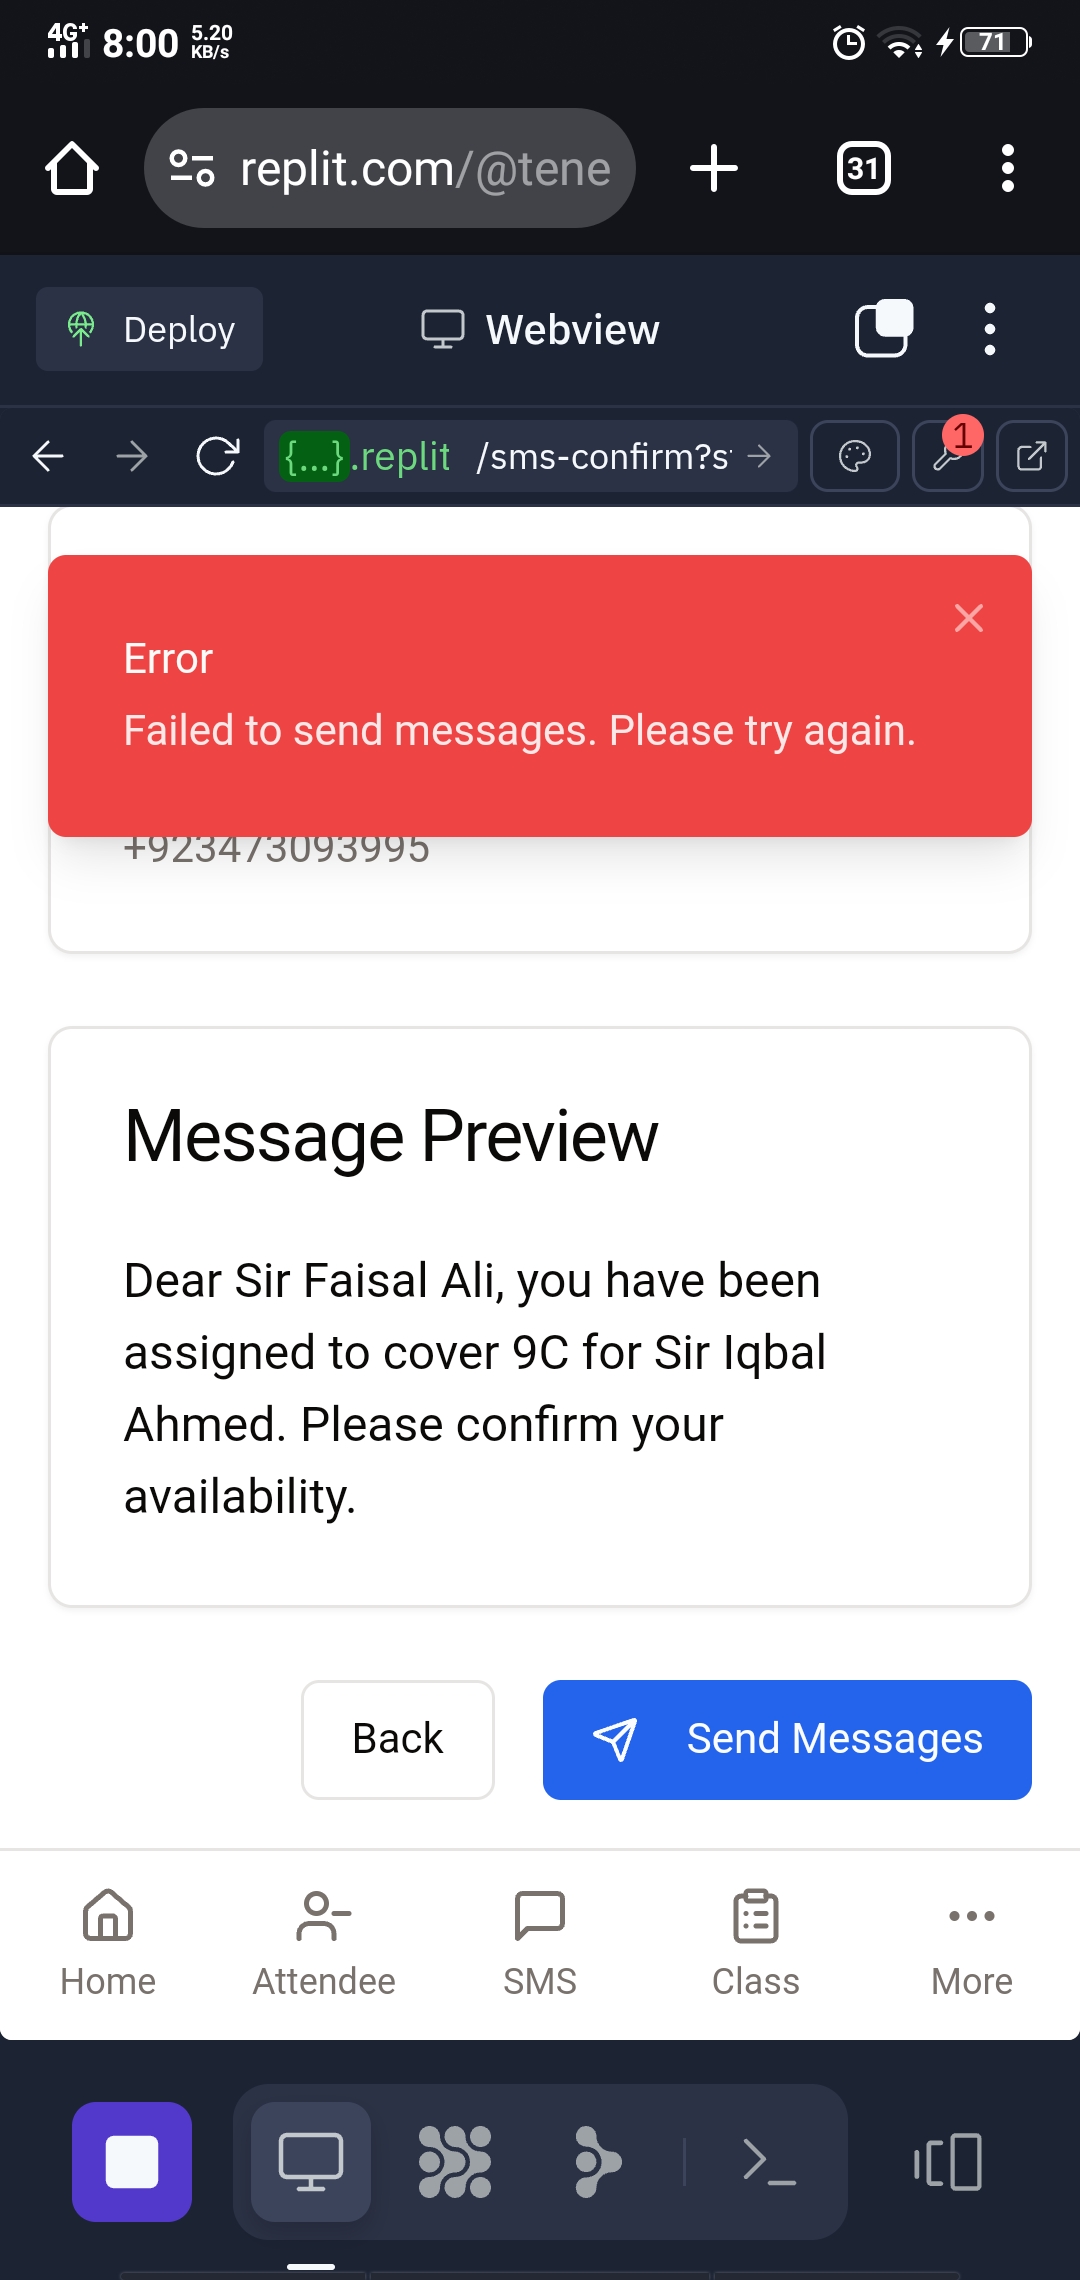 4G+ 8:00 5.20 KB/s 71
replit.com/@tene 31
Deploy Webview
{...}.replit /sms-confirm?s 1
Error
Failed to send messages. Please try again.
+923473093995
Message Preview
Dear Sir Faisal Ali, you have been
assigned to cover 9C for Sir Iqbal
Ahmed. Please confirm your
availability.
Back Send Messages
Home Attendee SMS Class More